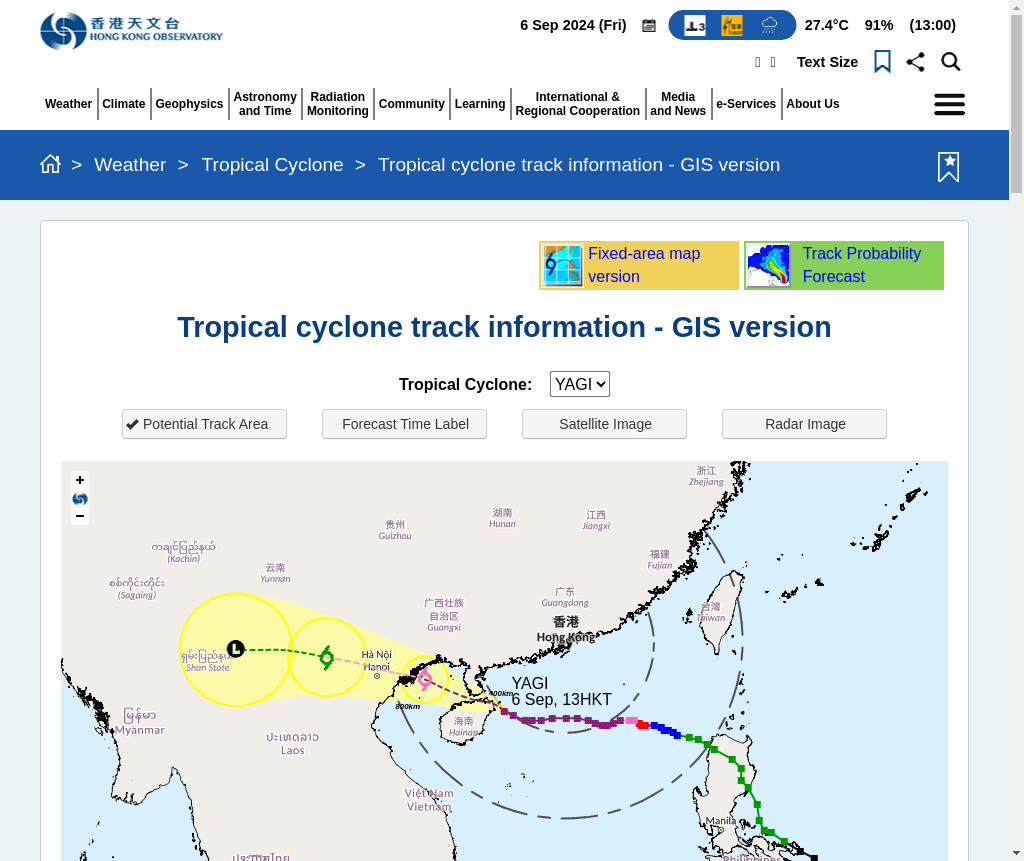 香港天文台
HONG KONG OBSERVATORY
6 Sep 2024 (Fri)
3
27.4°C 91% (13:00)
Text Size
Weather
Climate
Geophysics
Astronomy
and Time
Radiation
Monitoring
Community
Learning
International &
Regional Cooperation
Media
and News
e-Services
About Us
> Weather > Tropical Cyclone > Tropical cyclone track information - GIS version
Fixed-area map
version
Track Probability
Forecast
Tropical cyclone track information - GIS version
Tropical Cyclone: YAGI
Potential Track Area
Forecast Time Label
Satellite Image
Radar Image
+
−
浙江
Zhejiang
湖南
Hunan
江西
Jiangxi
贵州
Guizhou
ကချင်ပြည်နယ်
(Kachin)
福建
Fujian
云南
Yunnan
စစ်ကိုင်းတိုင်း
(Sagaing)
广东
Guangdong
广西壮族
自治区
Guangxi
台灣
Taiwan
香港
Hong Kong
L
Shan State
Hà Nội
Hanoi
YAGI
6 Sep, 13HKT
400km
800km
海南
Hainan
မြန်မာ
Myanmar
ປະເທດລາວ
Laos
Việt Nam
Vietnam
Manila
Philippines
ประเทศไทย